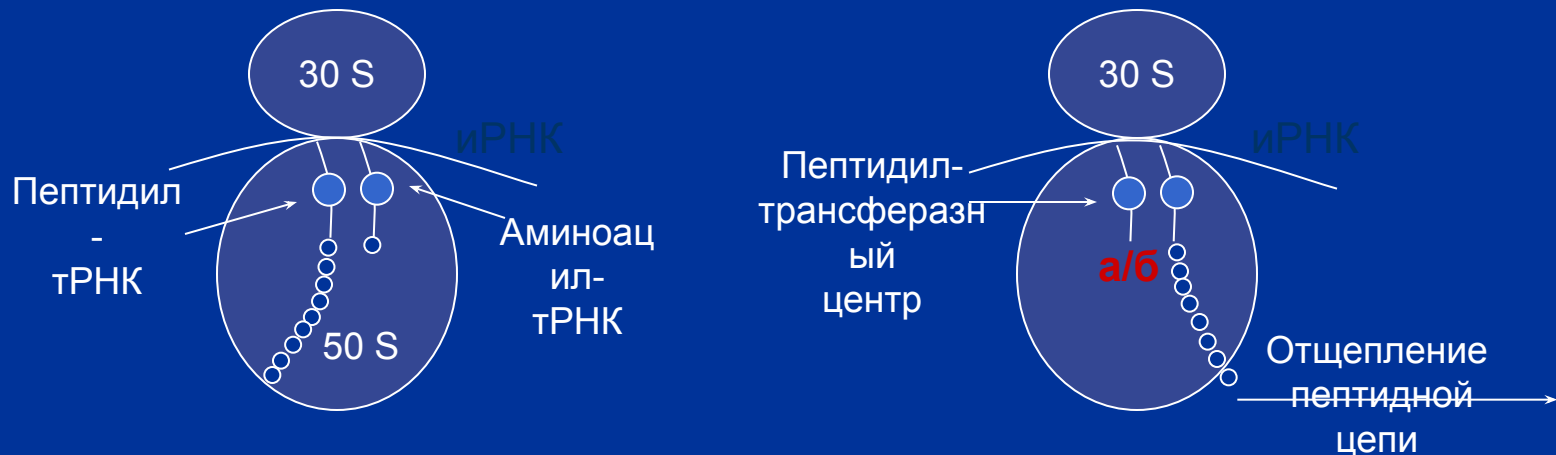 30 S
иРНК
Пептидил
-
тРНК
Аминоац
ил-
тРНК
50 S
30 S
иРНК
Пептидил-
трансферазн
ый
центр
а/б
Отщепление
пептидной
цепи